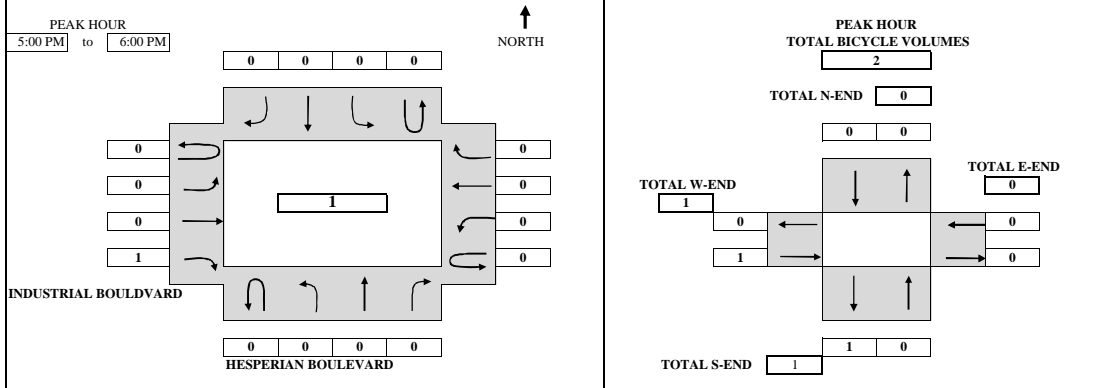 PEAK HOUR
5:00 PM to 6:00 PM
NORTH
0 0 0 0
0
0
0
1
1
0
0
0
0
INDUSTRIAL BOULDVARD
0 0 0 0
HESPERIAN BOULEVARD
PEAK HOUR
TOTAL BICYCLE VOLUMES
2
TOTAL N-END 0
0 0
TOTAL W-END
1
TOTAL E-END
0
0
1
0
0
1 0
TOTAL S-END 1